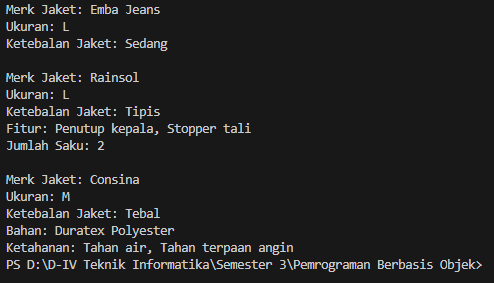 Merk Jaket: Emba Jeans
Ukuran: L
Ketebalan Jaket: Sedang
Merk Jaket: Rainsol
Ukuran: L
Ketebalan Jaket: Tipis
Fitur: Penutup kepala, Stopper tali
Jumlah Saku: 2
Merk Jaket: Consina
Ukuran: M
Ketebalan Jaket: Tebal
Bahan: Duratex Polyester
Ketahanan: Tahan air, Tahan terpaan angin
PS D:\D-IV Teknik Informatika\Semester 3\Pemrograman Berbasis Objek>